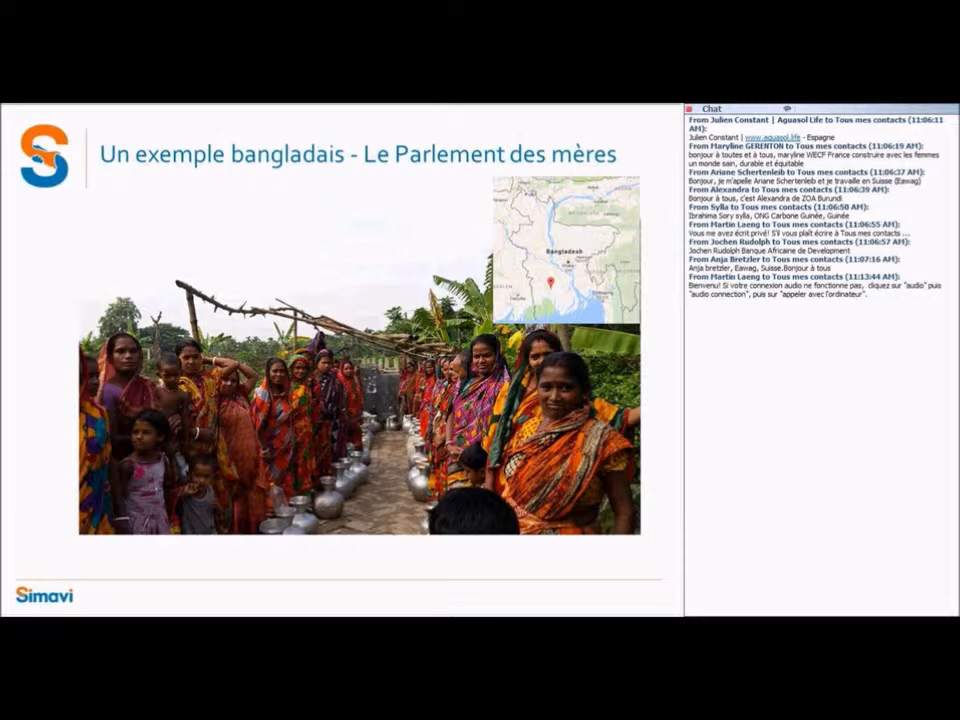 Un exemple bangladais - Le Parlement des mères
Bangladesh
Simavi
Chat
From Julien Constant | Aguasol Life to Tous mes contacts (11:06:11
AM):
Julien Constant | www.aguasol.life - Espagne
From Maryline GERENTON to Tous mes contacts (11:06:19 AM):
bonjour à toutes et à tous, maryline WECF France construire avec les femmes
un monde sain, durable et équitable
From Ariane Schertenleib to Tous mes contacts (11:06:37 AM):
Bonjour, je m'apelle Ariane Schertenleib et je travaille en Suisse (Eawag)
From Alexandra to Tous mes contacts (11:06:39 AM):
Bonjour à tous, c'est Alexandra de ZOA Burundi
From Sylla to Tous mes contacts (11:06:50 AM):
Ibrahima Sory sylla, ONG Carbone Guinée, Guinée
From Martin Laeng to Tous mes contacts (11:06:55 AM):
Vous me avez écrit privé! S'il vous plaît écrire à Tous mes contacts ...
From Jochen Rudolph to Tous mes contacts (11:06:57 AM):
Jochen Rudolph Banque Africaine de Development
From Anja Bretzler to Tous mes contacts (11:07:16 AM):
Anja bretzler, Eawag, Suisse.Bonjour à tous
From Martin Laeng to Tous mes contacts (11:13:44 AM):
Bienvenu! Si votre connexion audio ne fonctionne pas, cliquez sur "audio" puis
"audio connection", puis sur "appeler avec l'ordinateur".